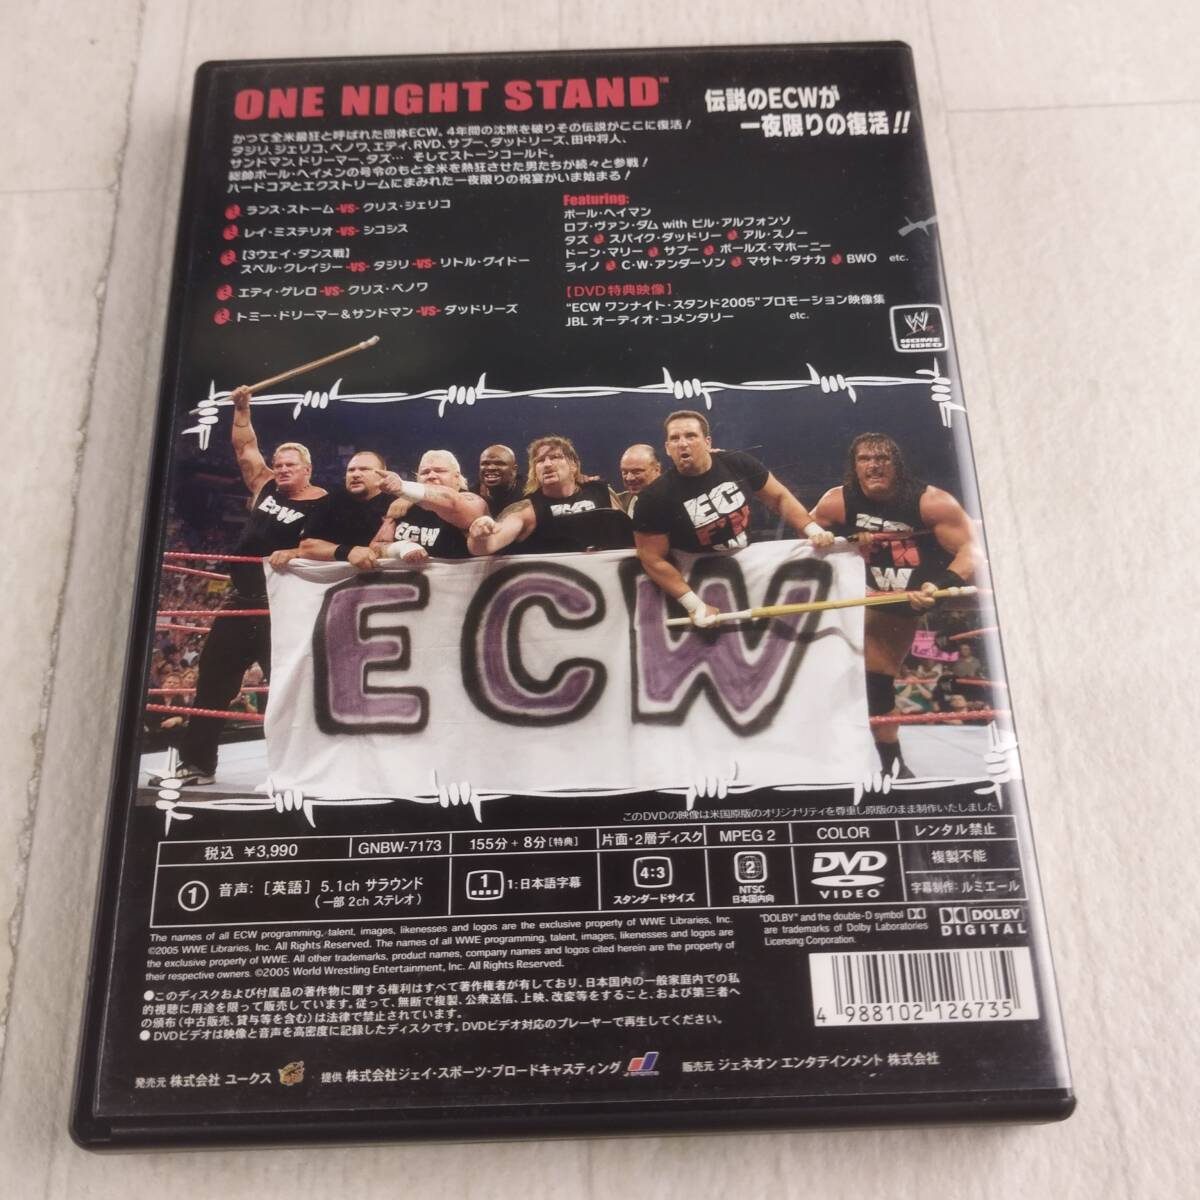 ONE NIGHT STAND™
伝説のECWが
一夜限りの復活!!
かつて全米最狂と呼ばれた団体ECW。4年間の沈黙を破りその伝説がここに復活!
タジリ、ジェリコ、ベノワ、エディ、RVD、サブー、ダッドリーズ、田中将人、
サンドマン、ドリーマー、タズ… そしてストーンコールド。
総帥ポール・ヘイメンの号令のもと全米を熱狂させた男たちが続々と参戦!
ハードコアとエクストリームにまみれた一夜限りの祝宴がいま始まる!
ランス・ストーム -VS- クリス・ジェリコ
レイ・ミステリオ -VS- シコシス
【3ウェイ・ダンス戦】
スペル・クレイジー -VS- タジリ -VS- リトル・グイドー
エディ・ゲレロ -VS- クリス・ベノワ
トミー・ドリーマー&サンドマン -VS- ダッドリーズ
Featuring:
ポール・ヘイマン
ロブ・ヴァン・ダム with ビル・アルフォンソ
タズ スパイク・ダッドリー アル・スノー
ドーン・マリー サブー ボールズ・マホーニー
ライノ C・W・アンダーソン マサト・タナカ BWO etc.
【DVD特典映像】
"ECW ワンナイト・スタンド2005"プロモーション映像集
JBL オーディオ・コメンタリー etc.
W
HOME VIDEO
ECW
ECW
EC
FN
W
ECW
このDVDの映像は米国原版のオリジナリティを尊重し原版のまま制作いたしました
税込 ¥3,990
GNBW-7173
155分+8分[特典]
片面・2層ディスク
MPEG 2
COLOR
レンタル禁止
1 音声:[英語] 5.1ch サラウンド
(一部 2ch ステレオ)
1 1:日本語字幕
4:3
スタンダードサイズ
2
NTSC
日本国内向
DVD
VIDEO
複製不能
字幕制作:ルミエール
The names of all ECW programming, talent, images, likenesses and logos are the exclusive property of WWE Libraries, Inc.
©2005 WWE Libraries, Inc. All Rights Reserved. The names of all WWE programming, talent, images, likenesses and logos are
the exclusive property of WWE. All other trademarks, product names, company names and logos cited herein are the property of
their respective owners. ©2005 World Wrestling Entertainment, Inc. All Rights Reserved.
"DOLBY" and the double-D symbol
are trademarks of Dolby Laboratories
Licensing Corporation.
DOLBY
DIGITAL
●このディスクおよび付属品の著作物に関する権利はすべて著作権者が有しており、日本国内の一般家庭内での私
的視聴に用途を限って販売しています。従って、無断で複製、公衆送信、上映、改変等をすること、および第三者へ
の頒布(中古販売、貸与等を含む)は法律で禁止されています。
●DVDビデオは映像と音声を高密度に記録したディスクです。DVDビデオ対応のプレーヤーで再生してください。
4 988102 126735
発売元 株式会社 ユークス
提供 株式会社ジェイ・スポーツ・ブロードキャスティング
J SPORTS
販売元 ジェネオン エンタテインメント 株式会社